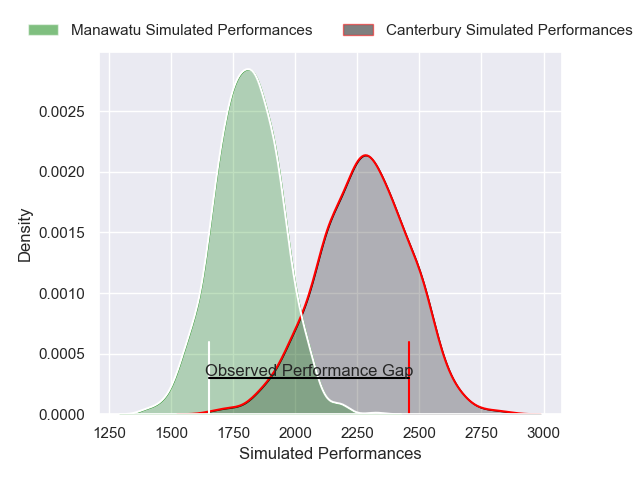 Manawatu Simulated Performances
Canterbury Simulated Performances
Density
0.0025
0.0020
0.0015
0.0010
0.0005
0.0000
Observed Performance Gap
1250 1500 1750 2000 2250 2500 2750 3000
Simulated Performances